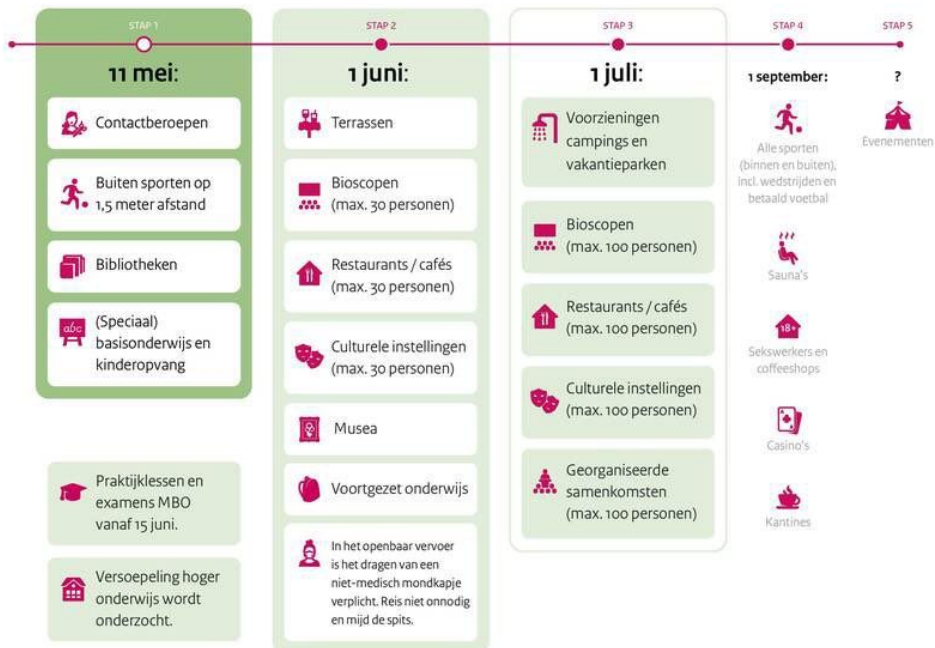 STAP 1
11 mei:
Contactberoepen
Buiten sporten op
1,5 meter afstand
Bibliotheken
abc
(Speciaal)
basisonderwijs en
kinderopvang
Praktijklessen en
examens MBO
vanaf 15 juni.
Versoepeling hoger
onderwijs wordt
onderzocht.
STAP 2
1 juni:
Terrassen
Bioscopen
(max. 30 personen)
Restaurants / cafés
(max. 30 personen)
Culturele instellingen
(max. 30 personen)
Musea
Voortgezet onderwijs
In het openbaar vervoer
is het dragen van een
niet-medisch mondkapje
verplicht. Reis niet onnodig
en mijd de spits.
STAP 3
1 juli:
Voorzieningen
campings en
vakantieparken
Bioscopen
(max. 100 personen)
Restaurants / cafés
(max. 100 personen)
Culturele instellingen
(max. 100 personen)
Georganiseerde
samenkomsten
(max. 100 personen)
STAP 4
1 september:
Alle sporten
(binnen en buiten),
incl. wedstrijden en
betaald voetbal
Sauna's
18+
Sekswerkers en
coffeeshops
Casino's
Kantines
STAP 5
?
Evenementen